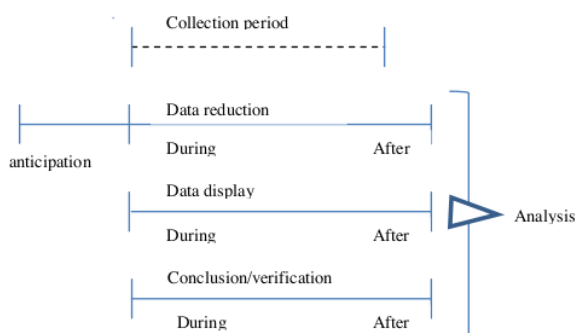 Collection period
Data reduction
During After
anticipation
Data display
During After
Analysis
Conclusion/verification
During After